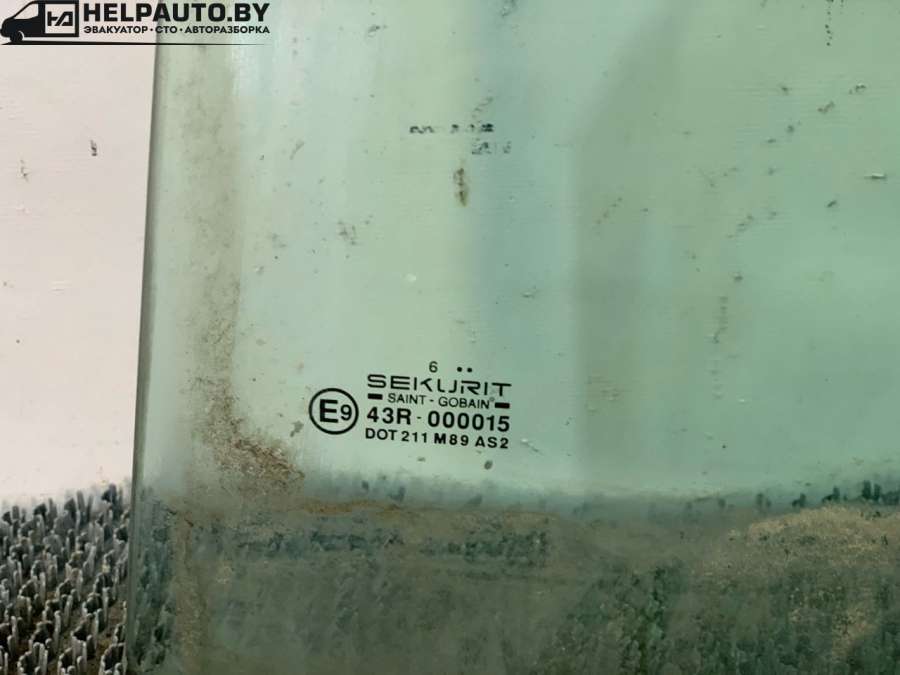 HELPAUTO.BY
ЭВАКУАТОР • СТО • АВТОРАЗБОРКА
6 ••
SEKURIT
SAINT - GOBAIN®
E9
43R - 000015
DOT 211 M89 AS2